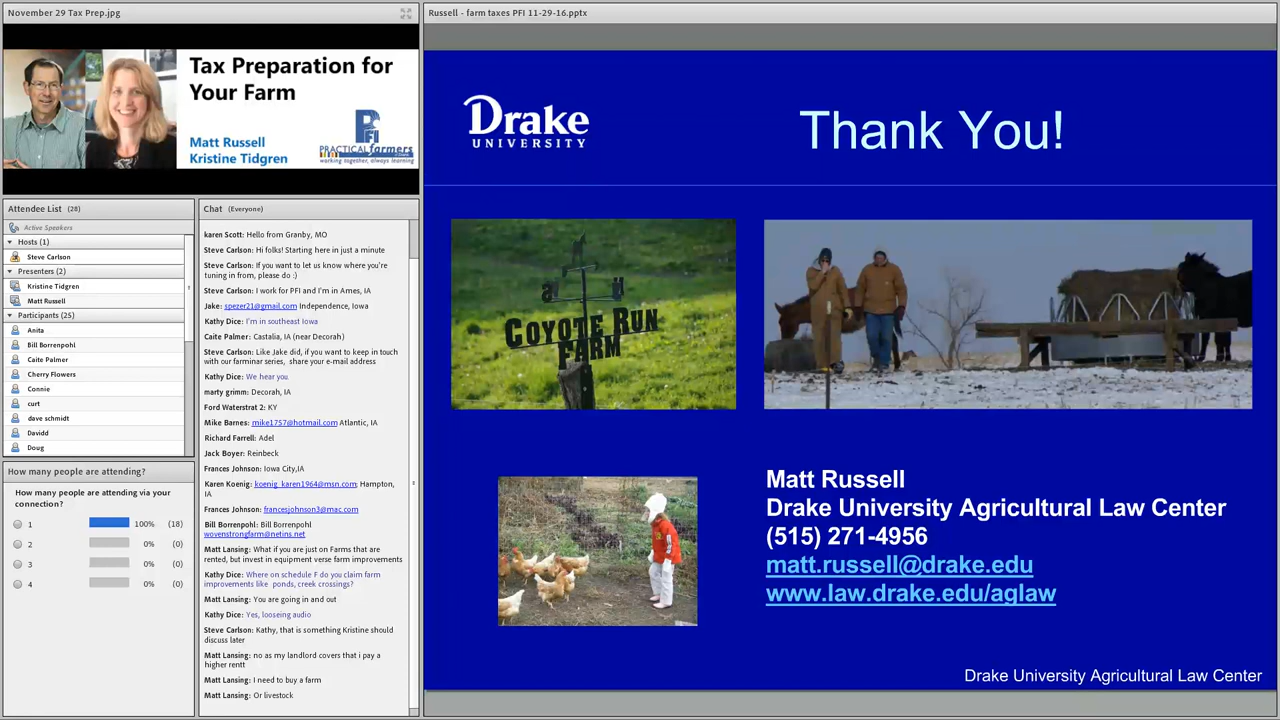 November 29 Tax Prep.jpg
Tax Preparation for
Your Farm
Matt Russell
Kristine Tidgren
PFI
PRACTICAL farmers
working together, always learning
Attendee List (28)
Active Speakers
Hosts (1)
Steve Carlson
Presenters (2)
Kristine Tidgren
Matt Russell
Participants (25)
Anita
Bill Borrenpohl
Caite Palmer
Cherry Flowers
Connie
curt
dave schmidt
Davidd
Doug
How many people are attending?
How many people are attending via your
connection?
1 100% (18)
2 0% (0)
3 0% (0)
4 0% (0)
Chat (Everyone)
karen Scott: Hello from Granby, MO
Steve Carlson: Hi folks! Starting here in just a minute
Steve Carlson: If you want to let us know where you're
tuning in from, please do :)
Steve Carlson: I work for PFI and I'm in Ames, IA
Jake: spezer21@gmail.com Independence, Iowa
Kathy Dice: I'm in southeast Iowa
Caite Palmer: Castalia, IA (near Decorah)
Steve Carlson: Like Jake did, if you want to keep in touch
with our farminar series, share your e-mail address
Kathy Dice: We hear you.
marty grimm: Decorah, IA
Ford Waterstrat 2: KY
Mike Barnes: mike1757@hotmail.com Atlantic, IA
Richard Farrell: Adel
Jack Boyer: Reinbeck
Frances Johnson: Iowa City,IA
Karen Koenig: koenig_karen1964@msn.com; Hampton,
IA
Frances Johnson: francesjohnson3@mac.com
Bill Borrenpohl: Bill Borrenpohl
wovenstrongfarm@netins.net
Matt Lansing: What if you are just on Farms that are
rented, but invest in equipment verse farm improvements
Kathy Dice: Where on schedule F do you claim farm
improvements like ponds, creek crossings?
Matt Lansing: You are going in and out
Kathy Dice: Yes, looseing audio
Steve Carlson: Kathy, that is something Kristine should
discuss later
Matt Lansing: no as my landlord covers that i pay a
higher rentt
Matt Lansing: I need to buy a farm
Matt Lansing: Or livestock
Russell - farm taxes PFI 11-29-16.pptx
Drake
UNIVERSITY
Thank You!
COYOTE RUN
FARM
Matt Russell
Drake University Agricultural Law Center
(515) 271-4956
matt.russell@drake.edu
www.law.drake.edu/aglaw
Drake University Agricultural Law Center